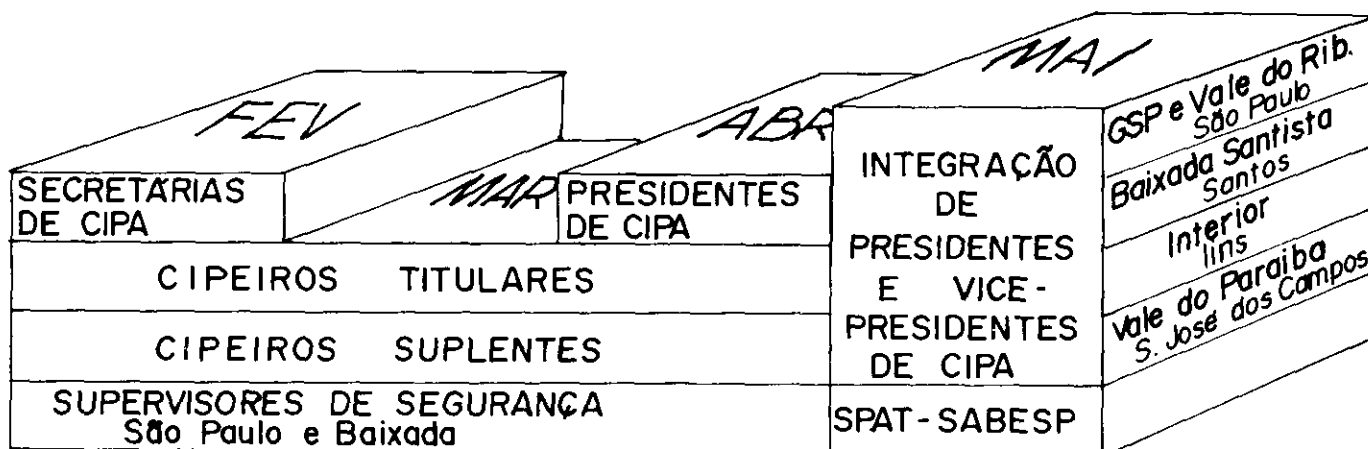 FEV
MAR
ABR
MAI
SECRETÁRIAS
DE CIPA
PRESIDENTES
DE CIPA
CIPEIROS TITULARES
CIPEIROS SUPLENTES
SUPERVISORES DE SEGURANÇA
São Paulo e Baixada
INTEGRAÇÃO
DE
PRESIDENTES
E VICE-
PRESIDENTES
DE CIPA
SPAT-SABESP
GSP e Vale do Rib.
São Paulo
Baixada Santista
Santos
Interior
lins
Vale do Paraiba
S. José dos Campos